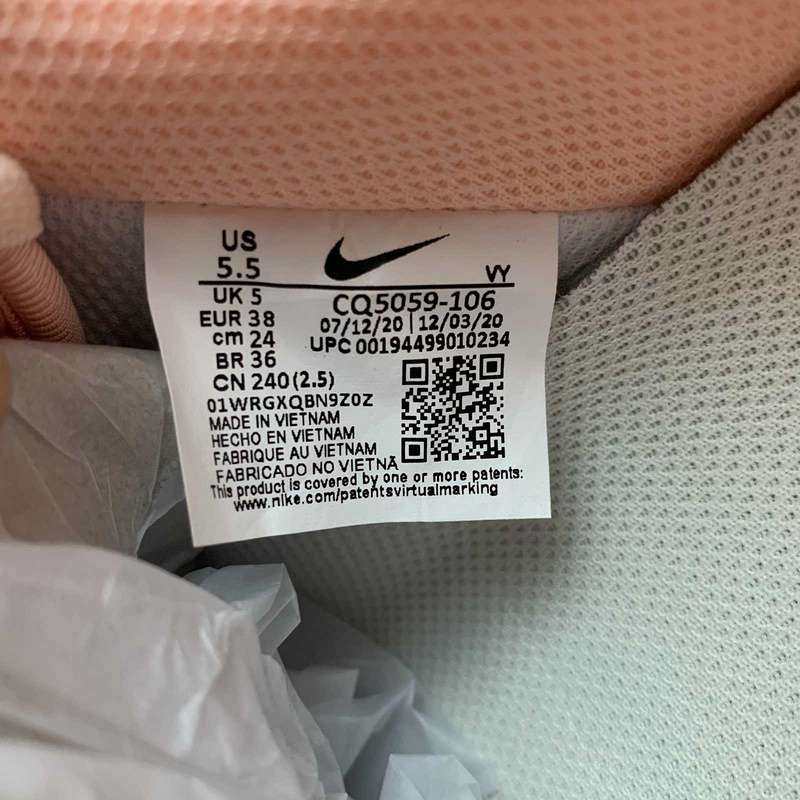 US
5.5
VY
UK 5
EUR 38
cm 24
BR 36
CN 240(2.5)
CQ5059-106
07/12/20 | 12/03/20
UPC 00194499010234
01WRGXQBN9Z0Z
MADE IN VIETNAM
HECHO EN VIETNAM
FABRIQUE AU VIETNAM
FABRICADO NO VIETNÃ
This product is covered by one or more patents:
www.nike.com/patentsvirtualmarking